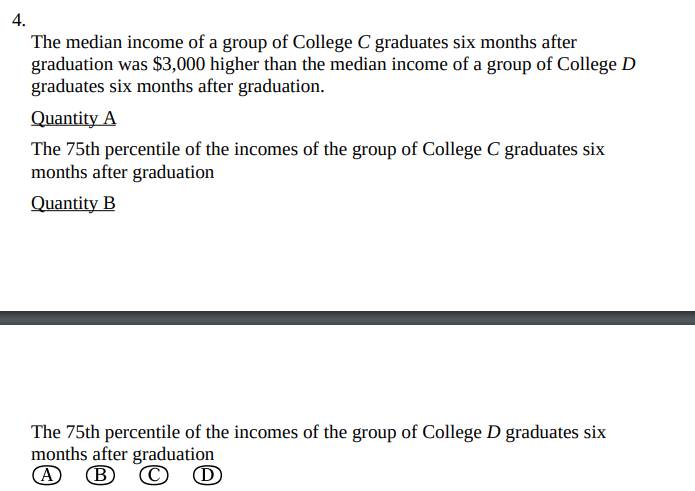 4.
The median income of a group of College C graduates six months after
graduation was $3,000 higher than the median income of a group of College D
graduates six months after graduation.
Quantity A
The 75th percentile of the incomes of the group of College C graduates six
months after graduation
Quantity B
The 75th percentile of the incomes of the group of College D graduates six
months after graduation
A B C D